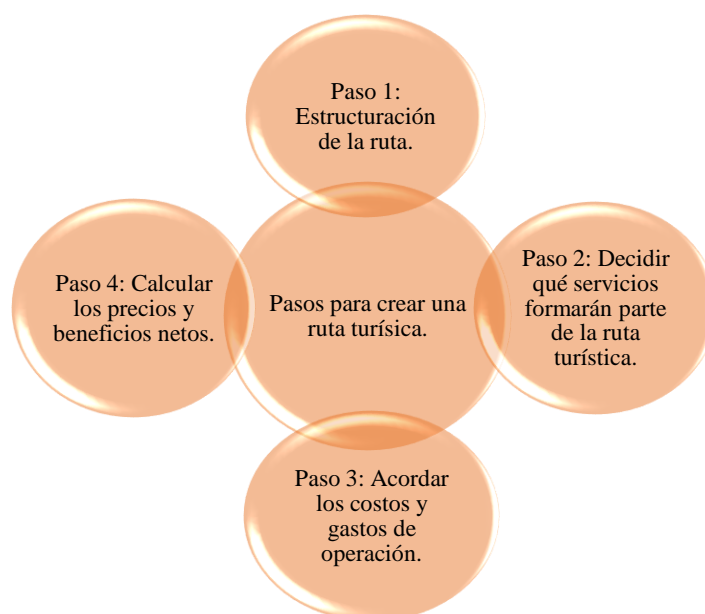 Paso 1:
Estructuración
de la ruta.
Paso 4: Calcular
los precios y
beneficios netos.
Pasos para crear una
ruta turísica.
Paso 2: Decidir
qué servicios
formarán parte
de la ruta
turística.
Paso 3: Acordar
los costos y
gastos de
operación.